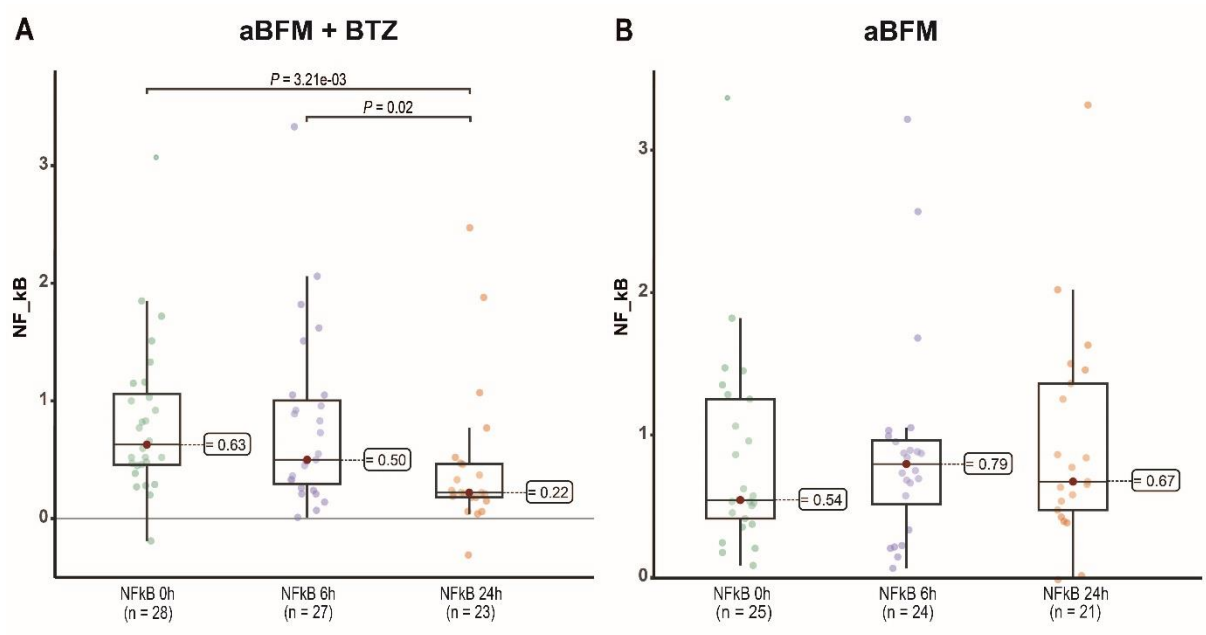 A
aBFM + BTZ
P = 3.21e-03
P = 0.02
NF_kB
3
2
1
0
= 0.63
= 0.50
= 0.22
NFkB 0h
(n = 28)
NFkB 6h
(n = 27)
NFkB 24h
(n = 23)
B
aBFM
NF_kB
3
2
1
0
= 0.54
= 0.79
= 0.67
NFkB 0h
(n = 25)
NFkB 6h
(n = 24)
NFkB 24h
(n = 21)